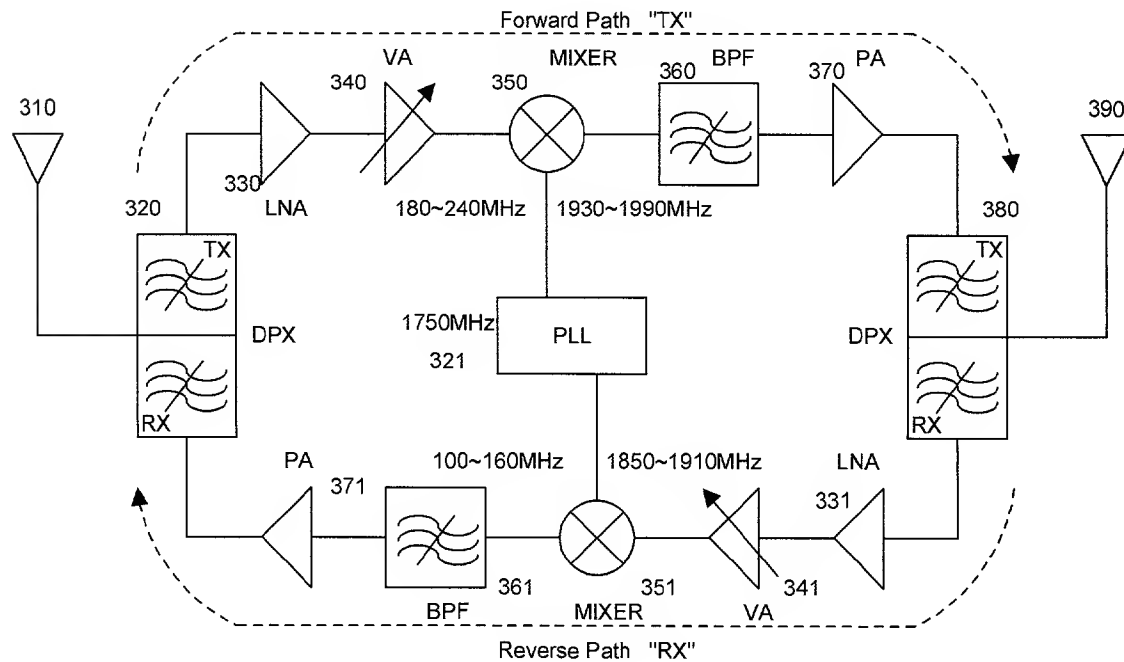 Forward Path "TX"
VA MIXER BPF PA
340 350 360 370
310 390
330
LNA
320 180~240MHz 1930~1990MHz 380
TX TX
1750MHz PLL
DPX DPX
321
RX RX
PA 100~160MHz 1850~1910MHz LNA
371 331
361 351 341
BPF MIXER VA
Reverse Path "RX"